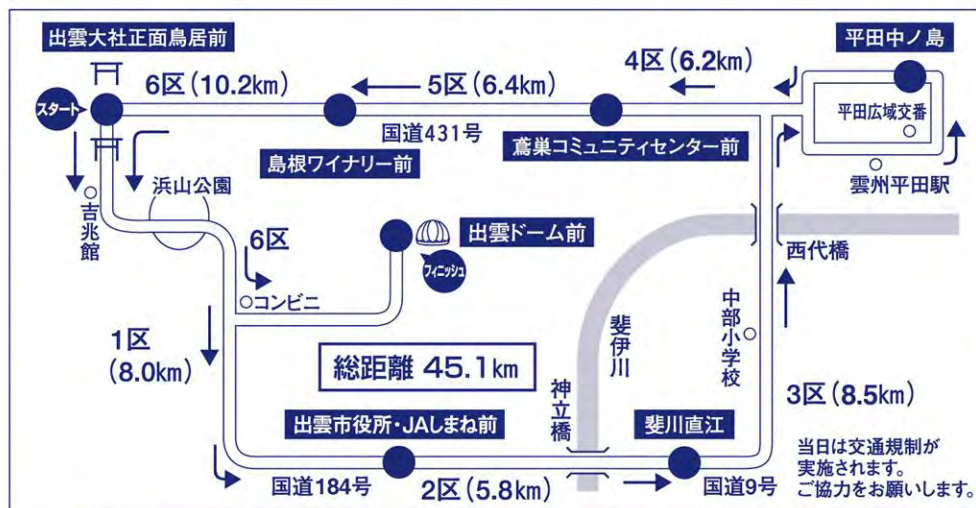 出雲大社正面鳥居前
平田中ノ島
6区(10.2km)
5区(6.4km)
4区(6.2km)
スタート
平田広域交番
国道431号
島根ワイナリー前
鳶巣コミュニティセンター前
雲州平田駅
浜山公園
吉兆館
6区
出雲ドーム前
フィニッシュ
西代橋
コンビニ
中部小学校
斐伊川
1区
(8.0km)
総距離 45.1km
神立橋
3区(8.5km)
出雲市役所・JAしまね前
斐川直江
国道184号
2区(5.8km)
国道9号
当日は交通規制が
実施されます。
ご協力をお願いします。